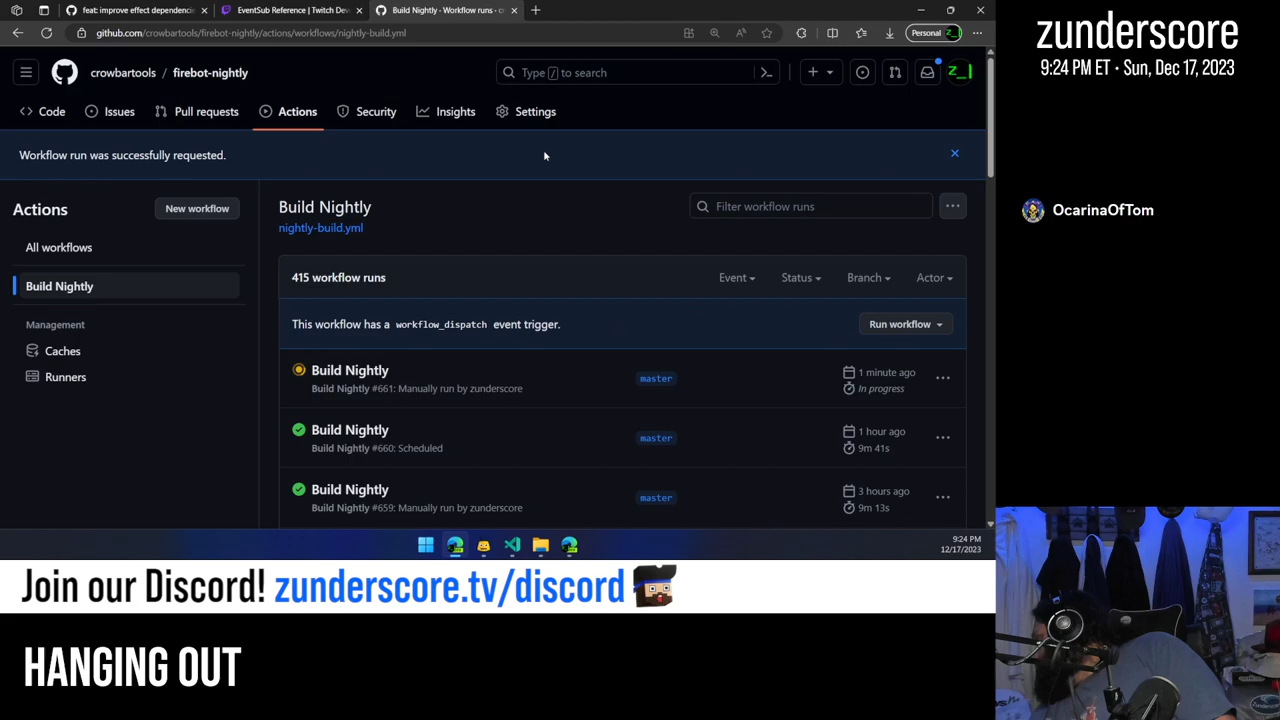 feat: improve effect dependenci
EventSub Reference | Twitch Dev
Build Nightly - Workflow runs · c
github.com/crowbartools/firebot-nightly/actions/workflows/nightly-build.yml
Personal
crowbartools / firebot-nightly
Type / to search
Code
Issues
Pull requests
Actions
Security
Insights
Settings
Workflow run was successfully requested.
Actions
New workflow
All workflows
Build Nightly
Management
Caches
Runners
Build Nightly
nightly-build.yml
Filter workflow runs
415 workflow runs
Event
Status
Branch
Actor
This workflow has a workflow_dispatch event trigger.
Run workflow
Build Nightly
Build Nightly #661: Manually run by zunderscore
master
1 minute ago
In progress
Build Nightly
Build Nightly #660: Scheduled
master
1 hour ago
9m 41s
Build Nightly
Build Nightly #659: Manually run by zunderscore
master
3 hours ago
9m 13s
9:24 PM
12/17/2023
Join our Discord! zunderscore.tv/discord
HANGING OUT
zunderscore
9:24 PM ET • Sun, Dec 17, 2023
OcarinaOfTom